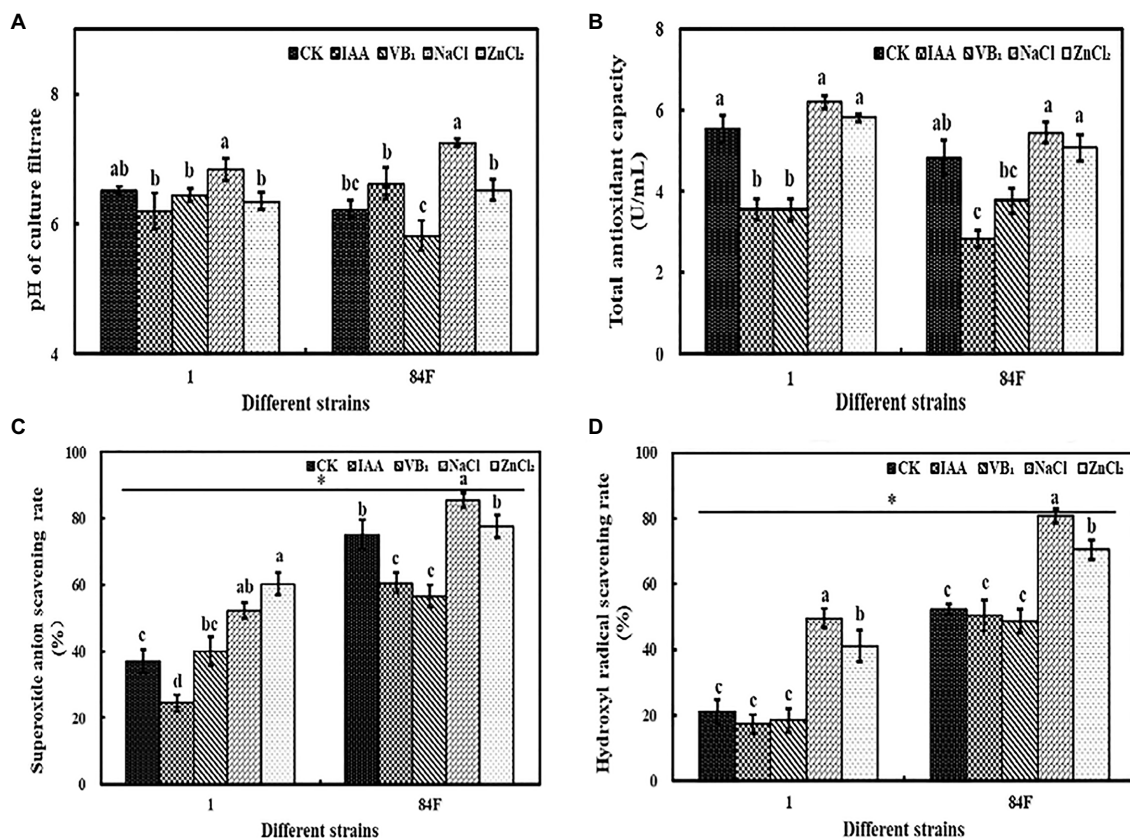 A
pH of culture filtrate
8
6
4
CK IAA VB₁ NaCl ZnCl₂
ab b b a b
bc b c a b
1 84F
Different strains
B
Total antioxidant capacity
(U/mL)
8
6
4
2
0
CK IAA VB₁ NaCl ZnCl₂
a b b a a
ab c bc a a
1 84F
Different strains
C
Superoxide anion scavening rate
(%)
100
80
60
40
20
0
CK IAA VB₁ NaCl ZnCl₂
*
c d bc ab a
b c c a b
1 84F
Different strains
D
Hydroxyl radical scavening rate
(%)
100
80
60
40
20
0
CK IAA VB₁ NaCl ZnCl₂
*
c c c a b
c c c a b
1 84F
Different strains